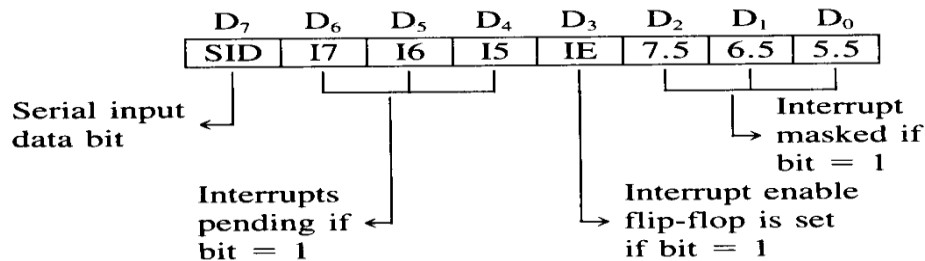 D₇ D₆ D₅ D₄ D₃ D₂ D₁ D₀
SID I7 I6 I5 IE 7.5 6.5 5.5
Serial input
data bit
Interrupt
masked if
bit = 1
Interrupts
pending if
bit = 1
Interrupt enable
flip-flop is set
if bit = 1